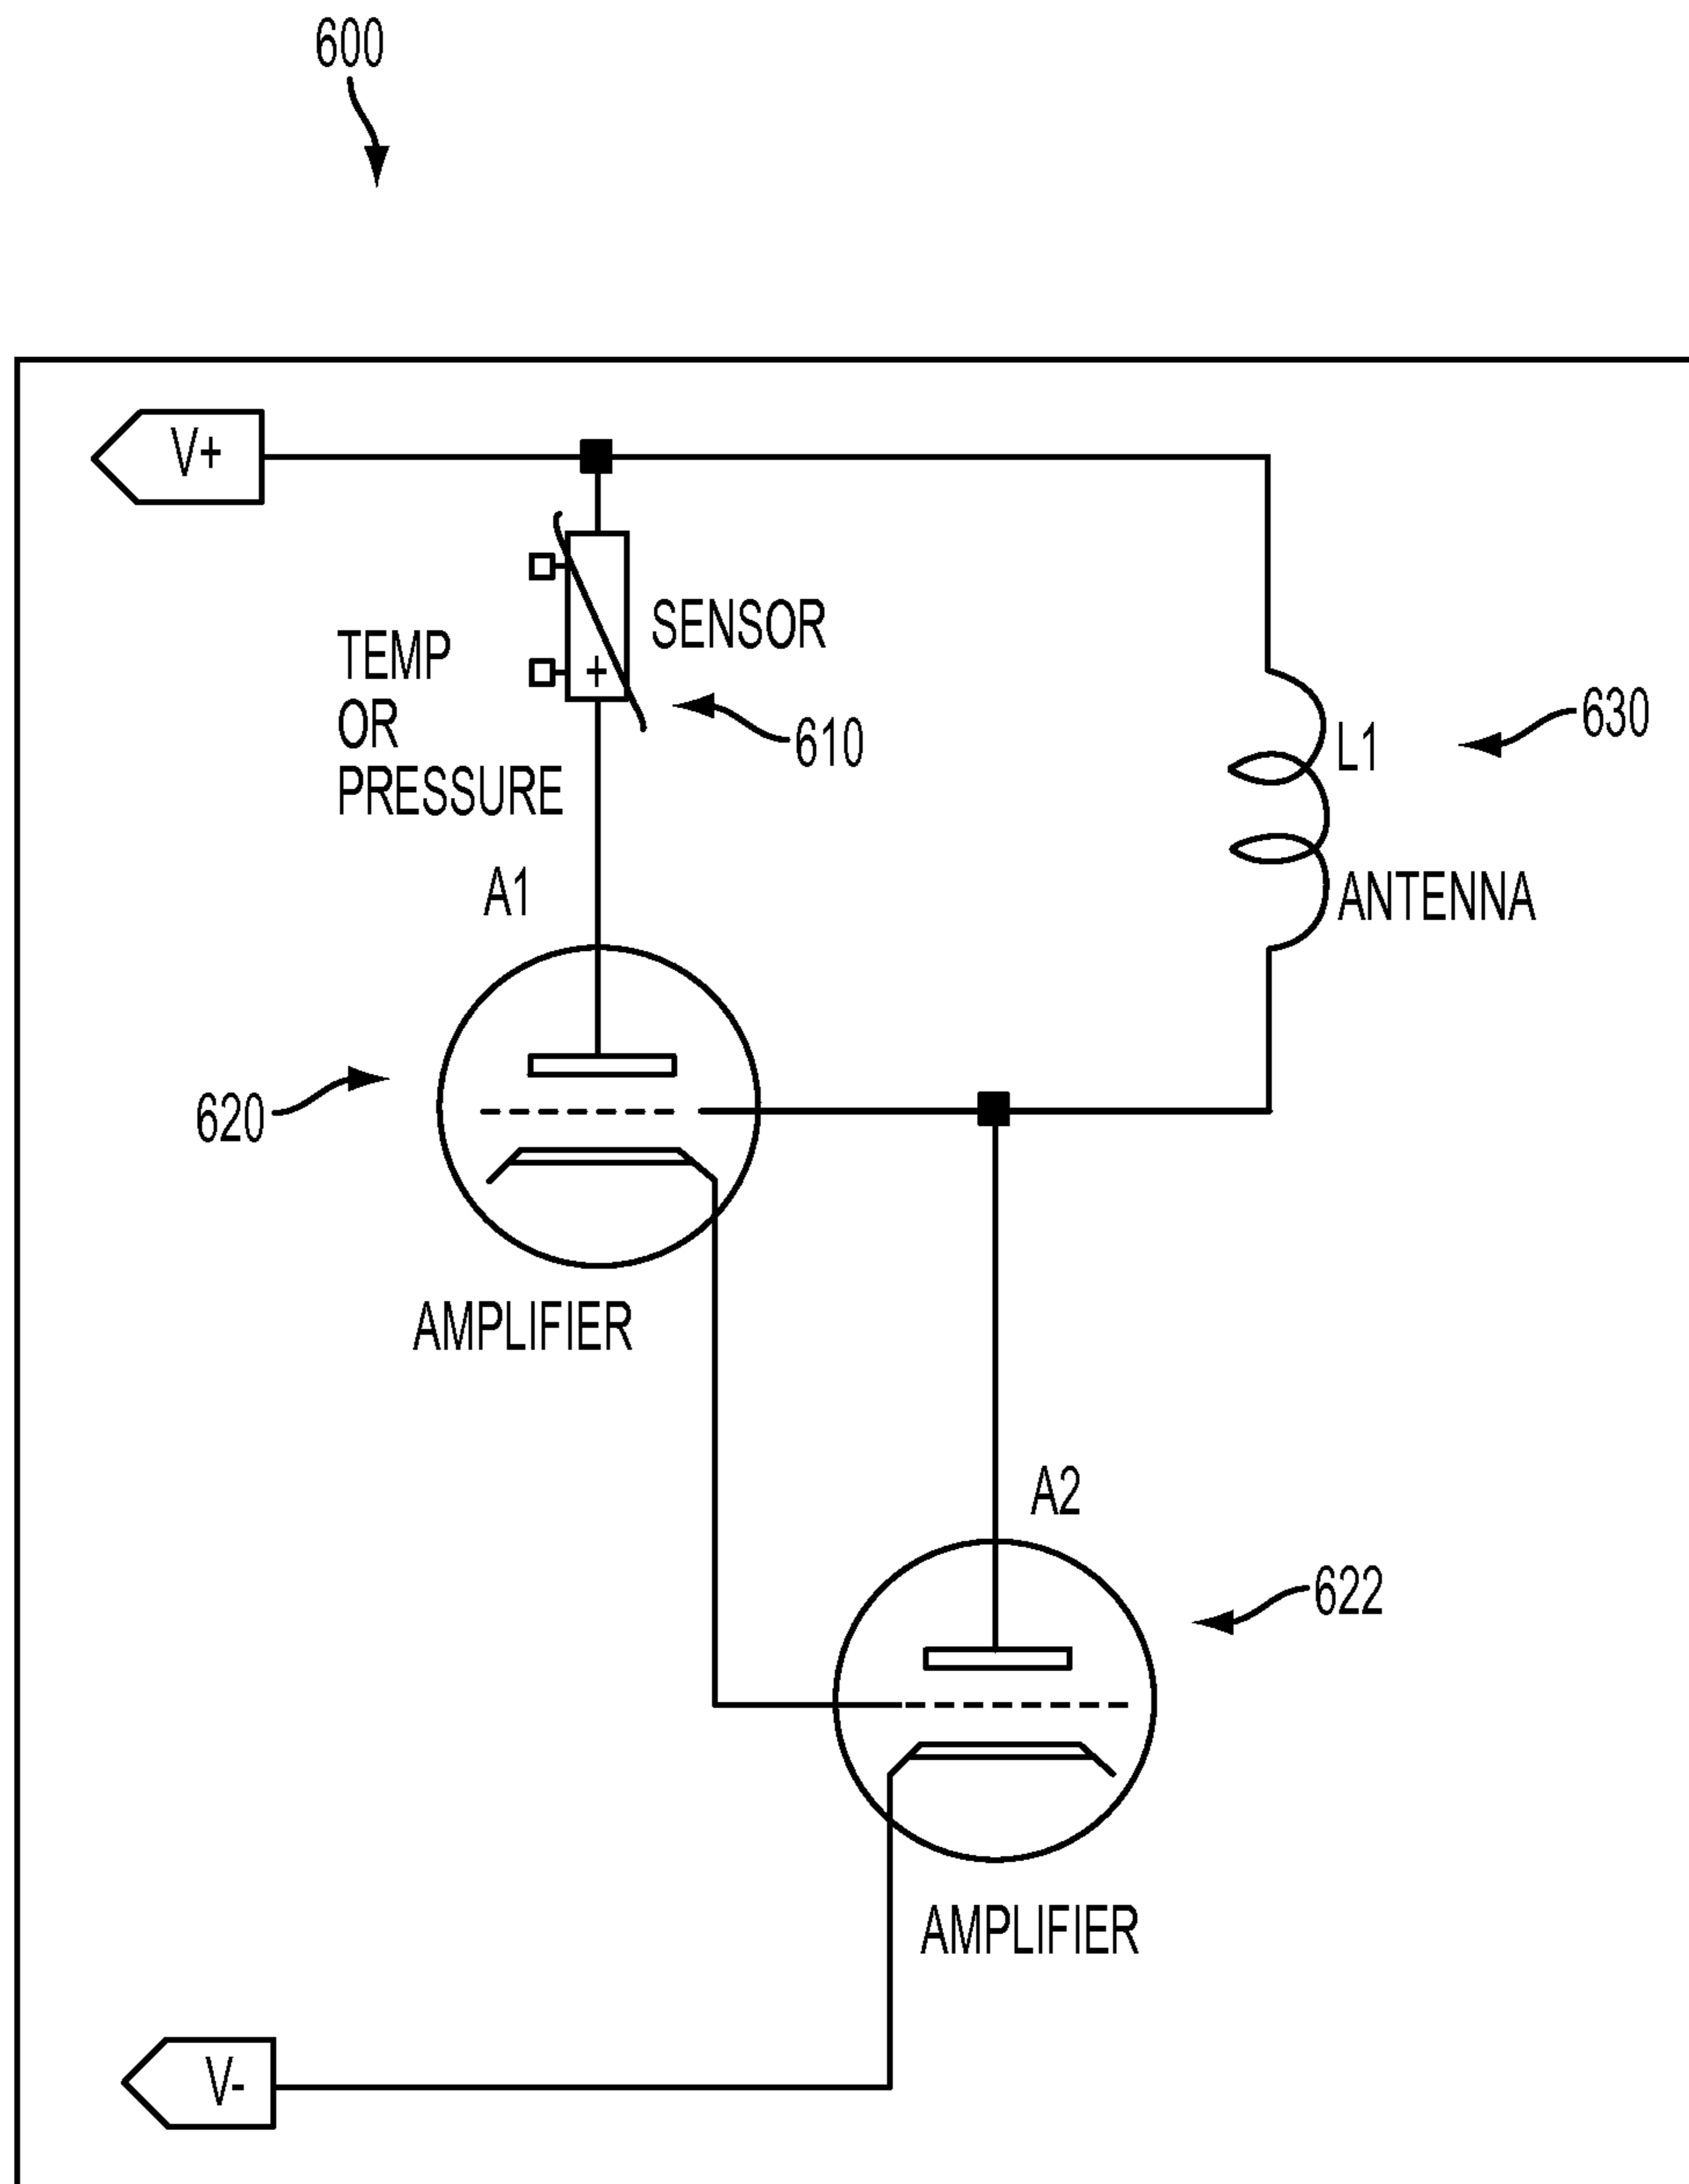 600
V+
+
SENSOR
TEMP
OR
PRESSURE
610
630
L1
A1
ANTENNA
620
AMPLIFIER
A2
622
AMPLIFIER
V-